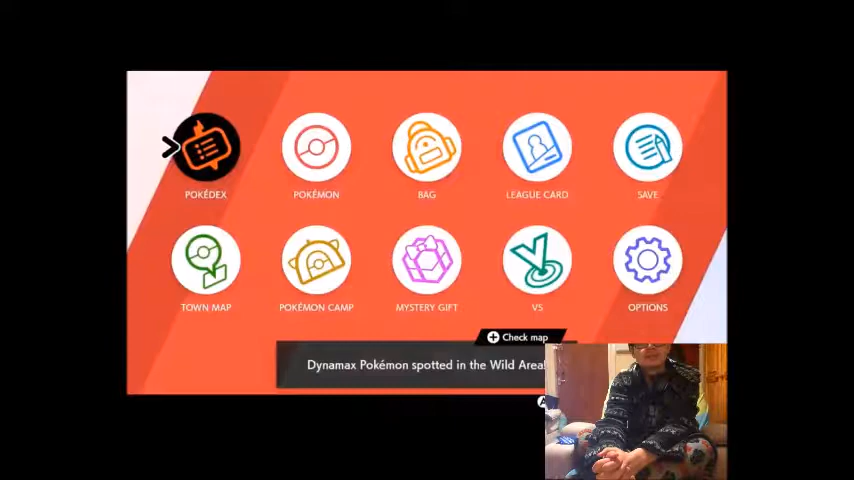 POKÉDEX POKÉMON BAG LEAGUE CARD SAVE
TOWN MAP POKÉMON CAMP MYSTERY GIFT VS OPTIONS
+ Check map
Dynamax Pokémon spotted in the Wild Area!
A